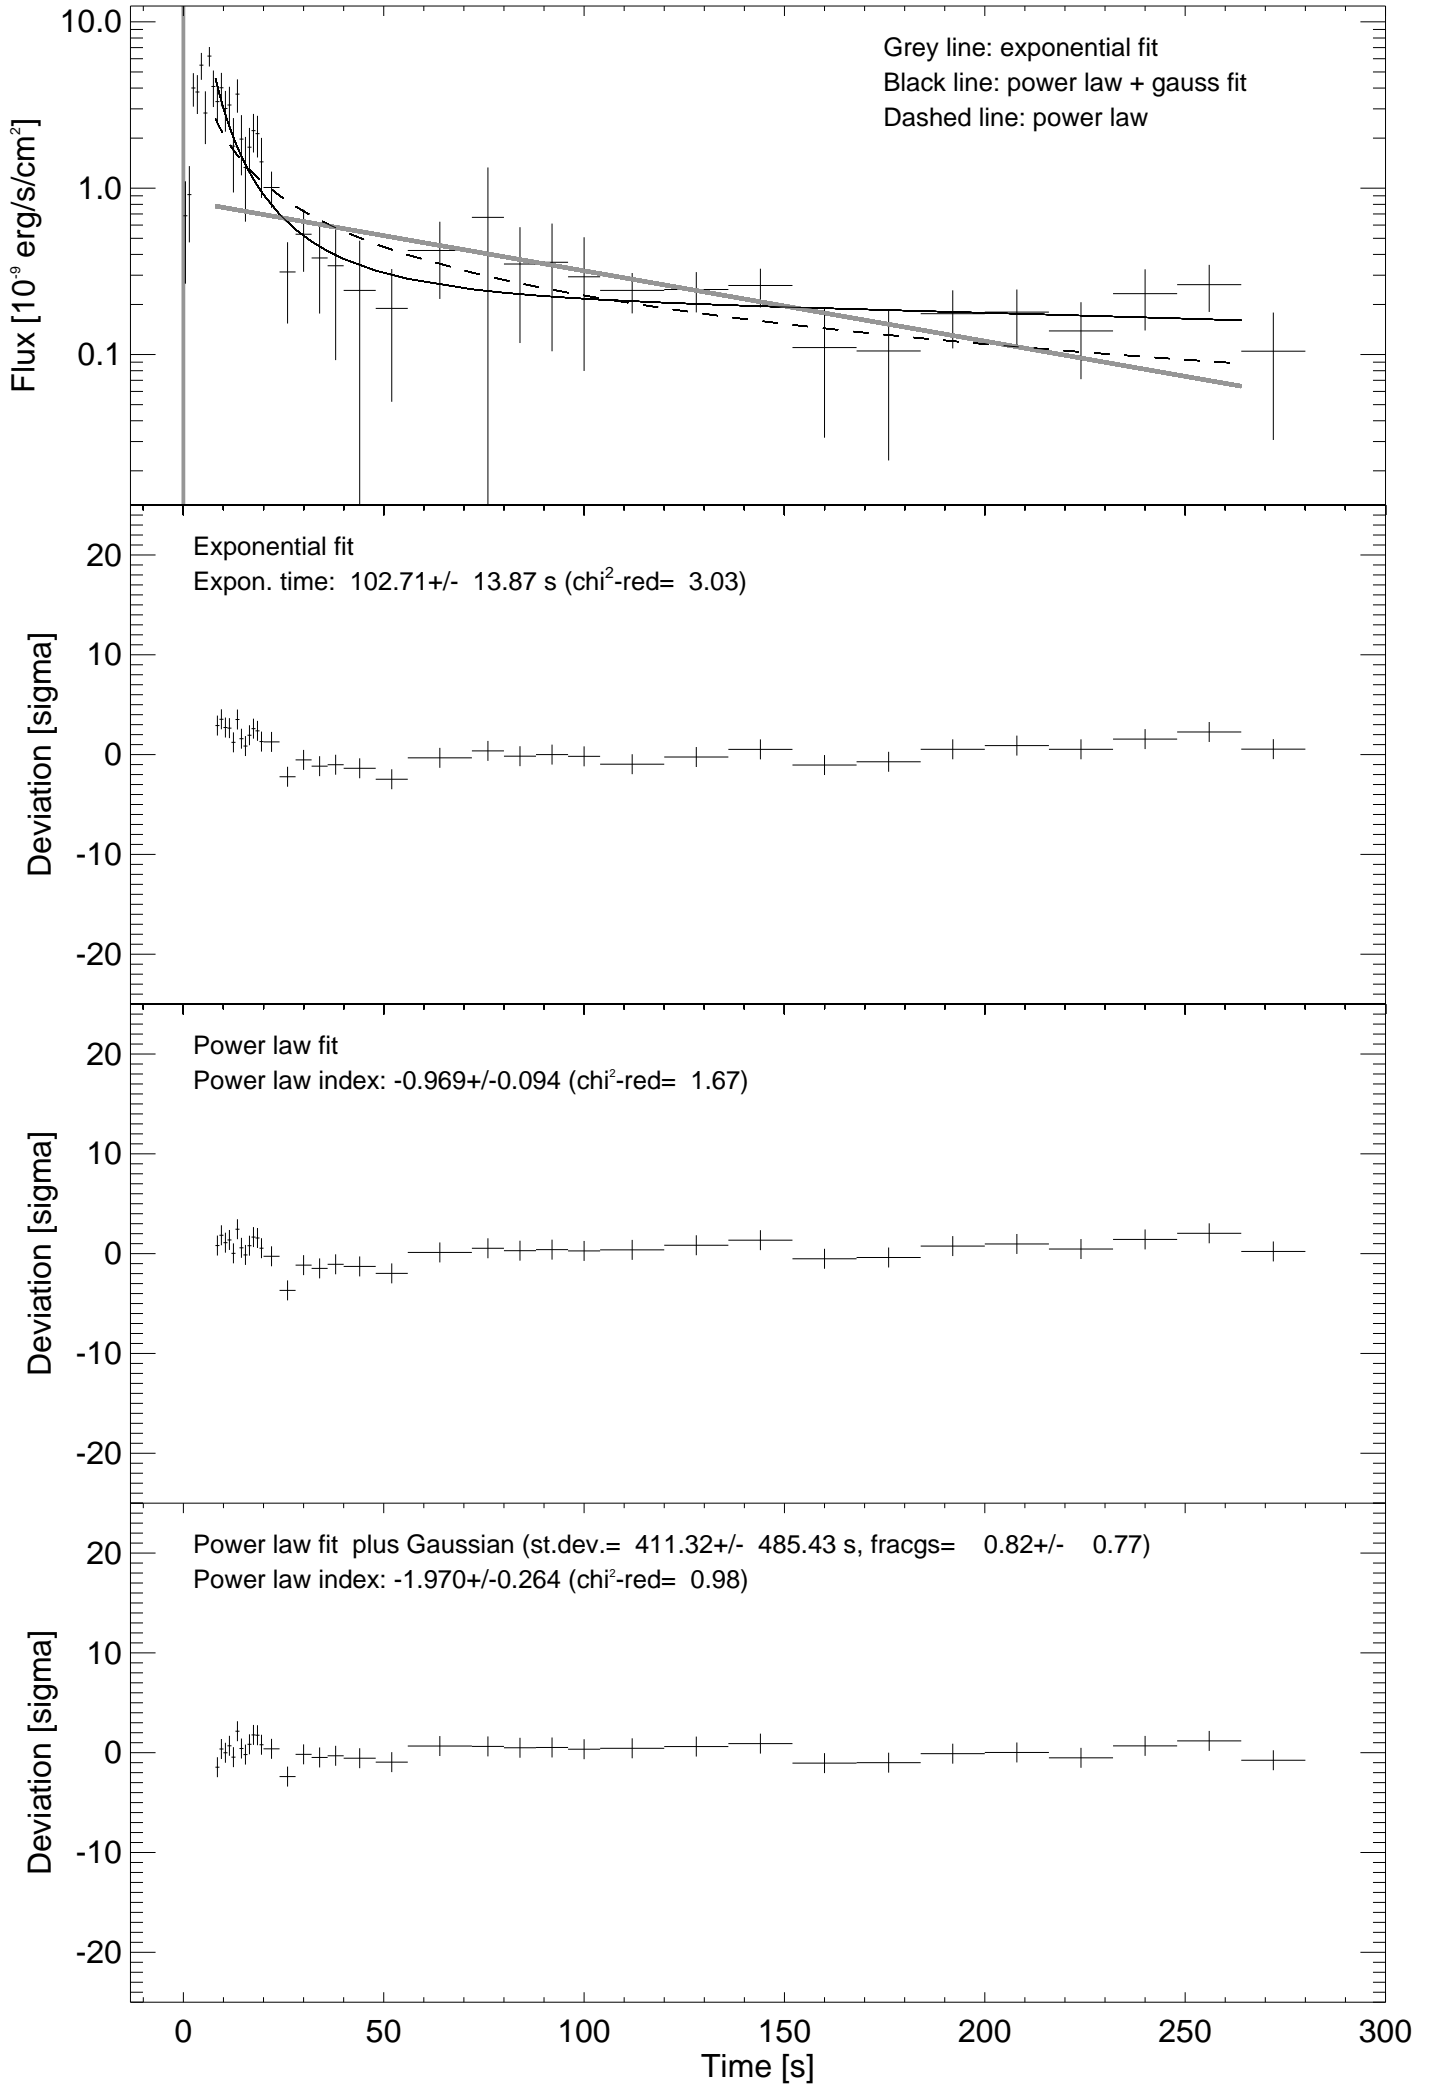 10.0
1.0
0.1
Flux [10⁻⁹ erg/s/cm²]
Grey line: exponential fit
Black line: power law + gauss fit
Dashed line: power law
20
10
0
-10
-20
Deviation [sigma]
Exponential fit
Expon. time:  102.71+/-  13.87 s (chi²-red=  3.03)
20
10
0
-10
-20
Deviation [sigma]
Power law fit
Power law index: -0.969+/-0.094 (chi²-red=  1.67)
20
10
0
-10
-20
Deviation [sigma]
Power law fit  plus Gaussian (st.dev.=  411.32+/-  485.43 s, fracgs=    0.82+/-    0.77)
Power law index: -1.970+/-0.264 (chi²-red=  0.98)
0 50 100 150 200 250 300
Time [s]